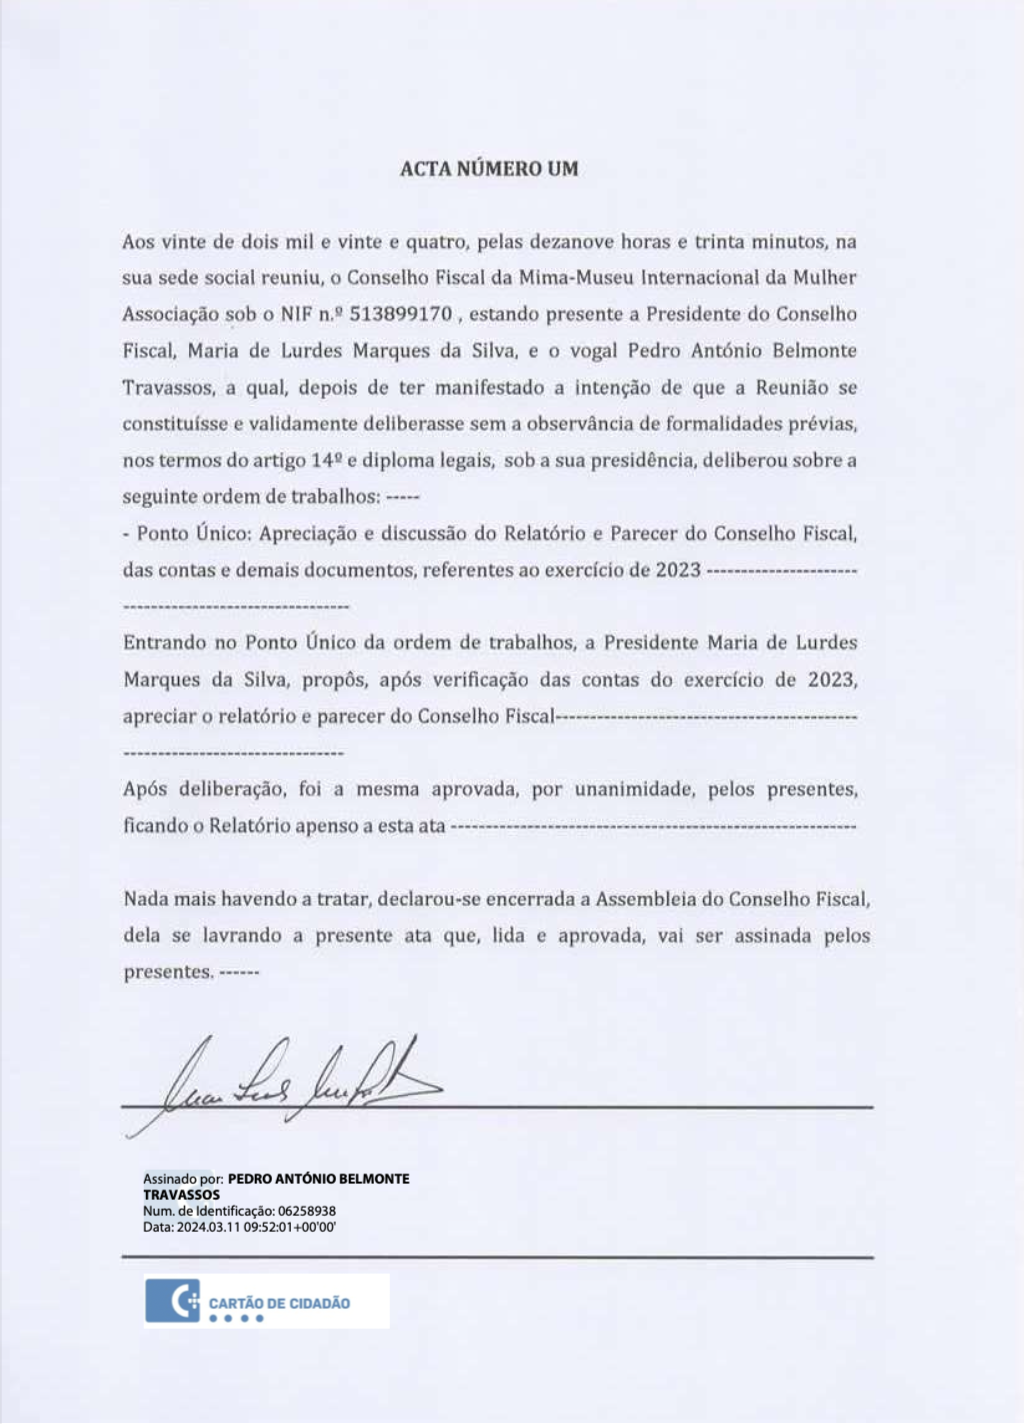 ACTA NÚMERO UM
Aos vinte de dois mil e vinte e quatro, pelas dezanove horas e trinta minutos, na
sua sede social reuniu, o Conselho Fiscal da Mima-Museu Internacional da Mulher
Associação sob o NIF n.º 513899170 , estando presente a Presidente do Conselho
Fiscal, Maria de Lurdes Marques da Silva, e o vogal Pedro António Belmonte
Travassos, a qual, depois de ter manifestado a intenção de que a Reunião se
constituísse e validamente deliberasse sem a observância de formalidades prévias,
nos termos do artigo 14º e diploma legais, sob a sua presidência, deliberou sobre a
seguinte ordem de trabalhos: -----
- Ponto Único: Apreciação e discussão do Relatório e Parecer do Conselho Fiscal,
das contas e demais documentos, referentes ao exercício de 2023 ----------------------
---------------------------------
Entrando no Ponto Único da ordem de trabalhos, a Presidente Maria de Lurdes
Marques da Silva, propôs, após verificação das contas do exercício de 2023,
apreciar o relatório e parecer do Conselho Fiscal--------------------------------------------
--------------------------------
Após deliberação, foi a mesma aprovada, por unanimidade, pelos presentes,
ficando o Relatório apenso a esta ata -----------------------------------------------------------
Nada mais havendo a tratar, declarou-se encerrada a Assembleia do Conselho Fiscal,
dela se lavrando a presente ata que, lida e aprovada, vai ser assinada pelos
presentes. ------
Assinado por: PEDRO ANTÓNIO BELMONTE
TRAVASSOS
Num. de Identificação: 06258938
Data: 2024.03.11 09:52:01+00'00'
CARTÃO DE CIDADÃO